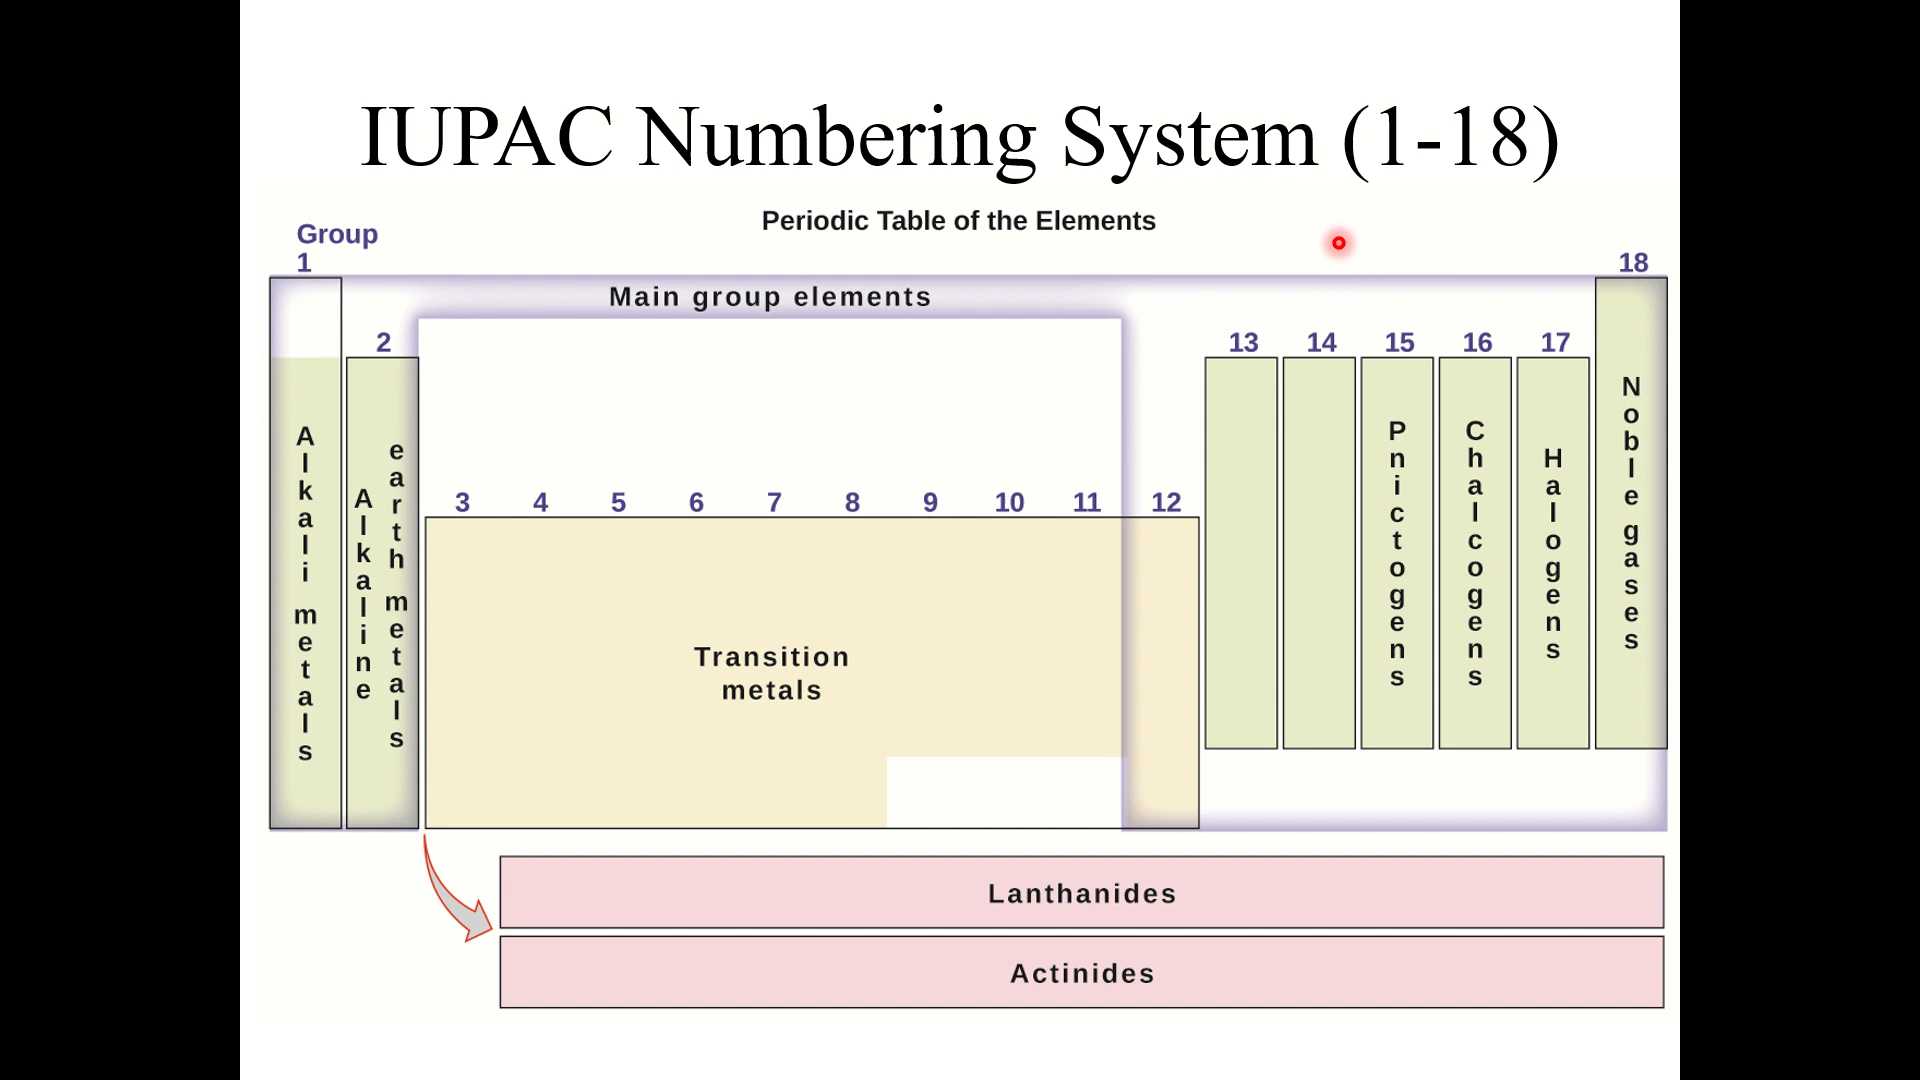 IUPAC Numbering System (1-18)
Periodic Table of the Elements
Group
1
18
Main group elements
2
13 14 15 16 17
3 4 5 6 7 8 9 10 11 12
Alkali metals
Alkaline
earth metals
Transition
metals
Pnictogens
Chalcogens
Halogens
Noble gases
Lanthanides
Actinides